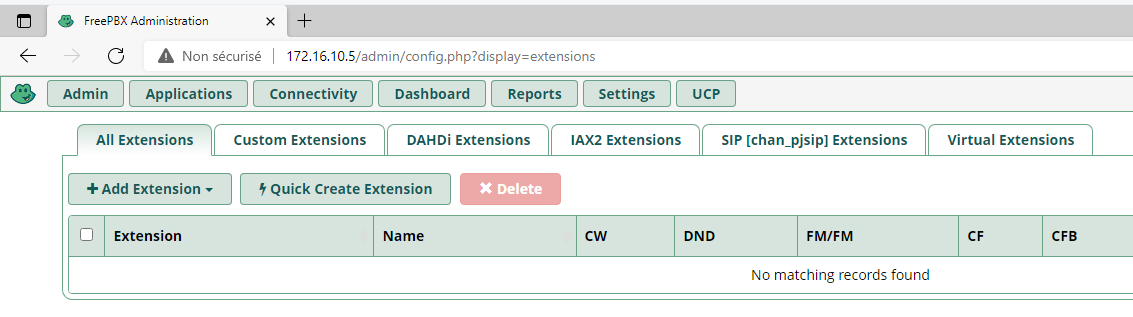 FreePBX Administration
Non sécurisé 172.16.10.5/admin/config.php?display=extensions
Admin Applications Connectivity Dashboard Reports Settings UCP
All Extensions Custom Extensions DAHDi Extensions IAX2 Extensions SIP [chan_pjsip] Extensions Virtual Extensions
Add Extension Quick Create Extension Delete
Extension Name CW DND FM/FM CF CFB
No matching records found